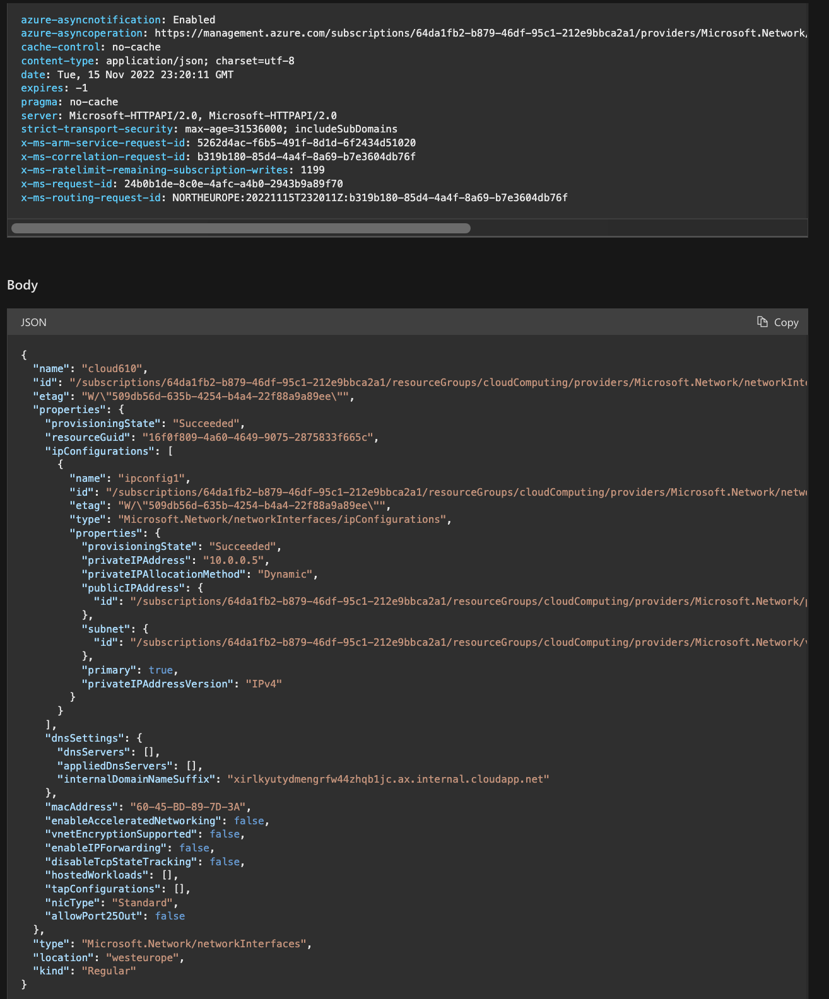 azure-asyncnotification: Enabled
azure-asyncoperation: https://management.azure.com/subscriptions/64da1fb2-b879-46df-95c1-212e9bbca2a1/providers/Microsoft.Network/
cache-control: no-cache
content-type: application/json; charset=utf-8
date: Tue, 15 Nov 2022 23:20:11 GMT
expires: -1
pragma: no-cache
server: Microsoft-HTTPAPI/2.0, Microsoft-HTTPAPI/2.0
strict-transport-security: max-age=31536000; includeSubDomains
x-ms-arm-service-request-id: 5262d4ac-f6b5-491f-8d1d-6f2434d51020
x-ms-correlation-request-id: b319b180-85d4-4a4f-8a69-b7e3604db76f
x-ms-ratelimit-remaining-subscription-writes: 1199
x-ms-request-id: 24b0b1de-8c0e-4afc-a4b0-2943b9a89f70
x-ms-routing-request-id: NORTHEUROPE:20221115T232011Z:b319b180-85d4-4a4f-8a69-b7e3604db76f
Body
JSON Copy
{
  "name": "cloud610",
  "id": "/subscriptions/64da1fb2-b879-46df-95c1-212e9bbca2a1/resourceGroups/cloudComputing/providers/Microsoft.Network/networkInt
  "etag": "W/\"509db56d-635b-4254-b4a4-22f88a9a89ee\"",
  "properties": {
    "provisioningState": "Succeeded",
    "resourceGuid": "16f0f809-4a60-4649-9075-2875833f665c",
    "ipConfigurations": [
      {
        "name": "ipconfig1",
        "id": "/subscriptions/64da1fb2-b879-46df-95c1-212e9bbca2a1/resourceGroups/cloudComputing/providers/Microsoft.Network/netw
        "etag": "W/\"509db56d-635b-4254-b4a4-22f88a9a89ee\"",
        "type": "Microsoft.Network/networkInterfaces/ipConfigurations",
        "properties": {
          "provisioningState": "Succeeded",
          "privateIPAddress": "10.0.0.5",
          "privateIPAllocationMethod": "Dynamic",
          "publicIPAddress": {
            "id": "/subscriptions/64da1fb2-b879-46df-95c1-212e9bbca2a1/resourceGroups/cloudComputing/providers/Microsoft.Network/p
          },
          "subnet": {
            "id": "/subscriptions/64da1fb2-b879-46df-95c1-212e9bbca2a1/resourceGroups/cloudComputing/providers/Microsoft.Network/v
          },
          "primary": true,
          "privateIPAddressVersion": "IPv4"
        }
      }
    ],
    "dnsSettings": {
      "dnsServers": [],
      "appliedDnsServers": [],
      "internalDomainNameSuffix": "xirlkyutydmengrfw44zhqb1jc.ax.internal.cloudapp.net"
    },
    "macAddress": "60-45-BD-89-7D-3A",
    "enableAcceleratedNetworking": false,
    "vnetEncryptionSupported": false,
    "enableIPForwarding": false,
    "disableTcpStateTracking": false,
    "hostedWorkloads": [],
    "tapConfigurations": [],
    "nicType": "Standard",
    "allowPort25Out": false
  },
  "type": "Microsoft.Network/networkInterfaces",
  "location": "westeurope",
  "kind": "Regular"
}